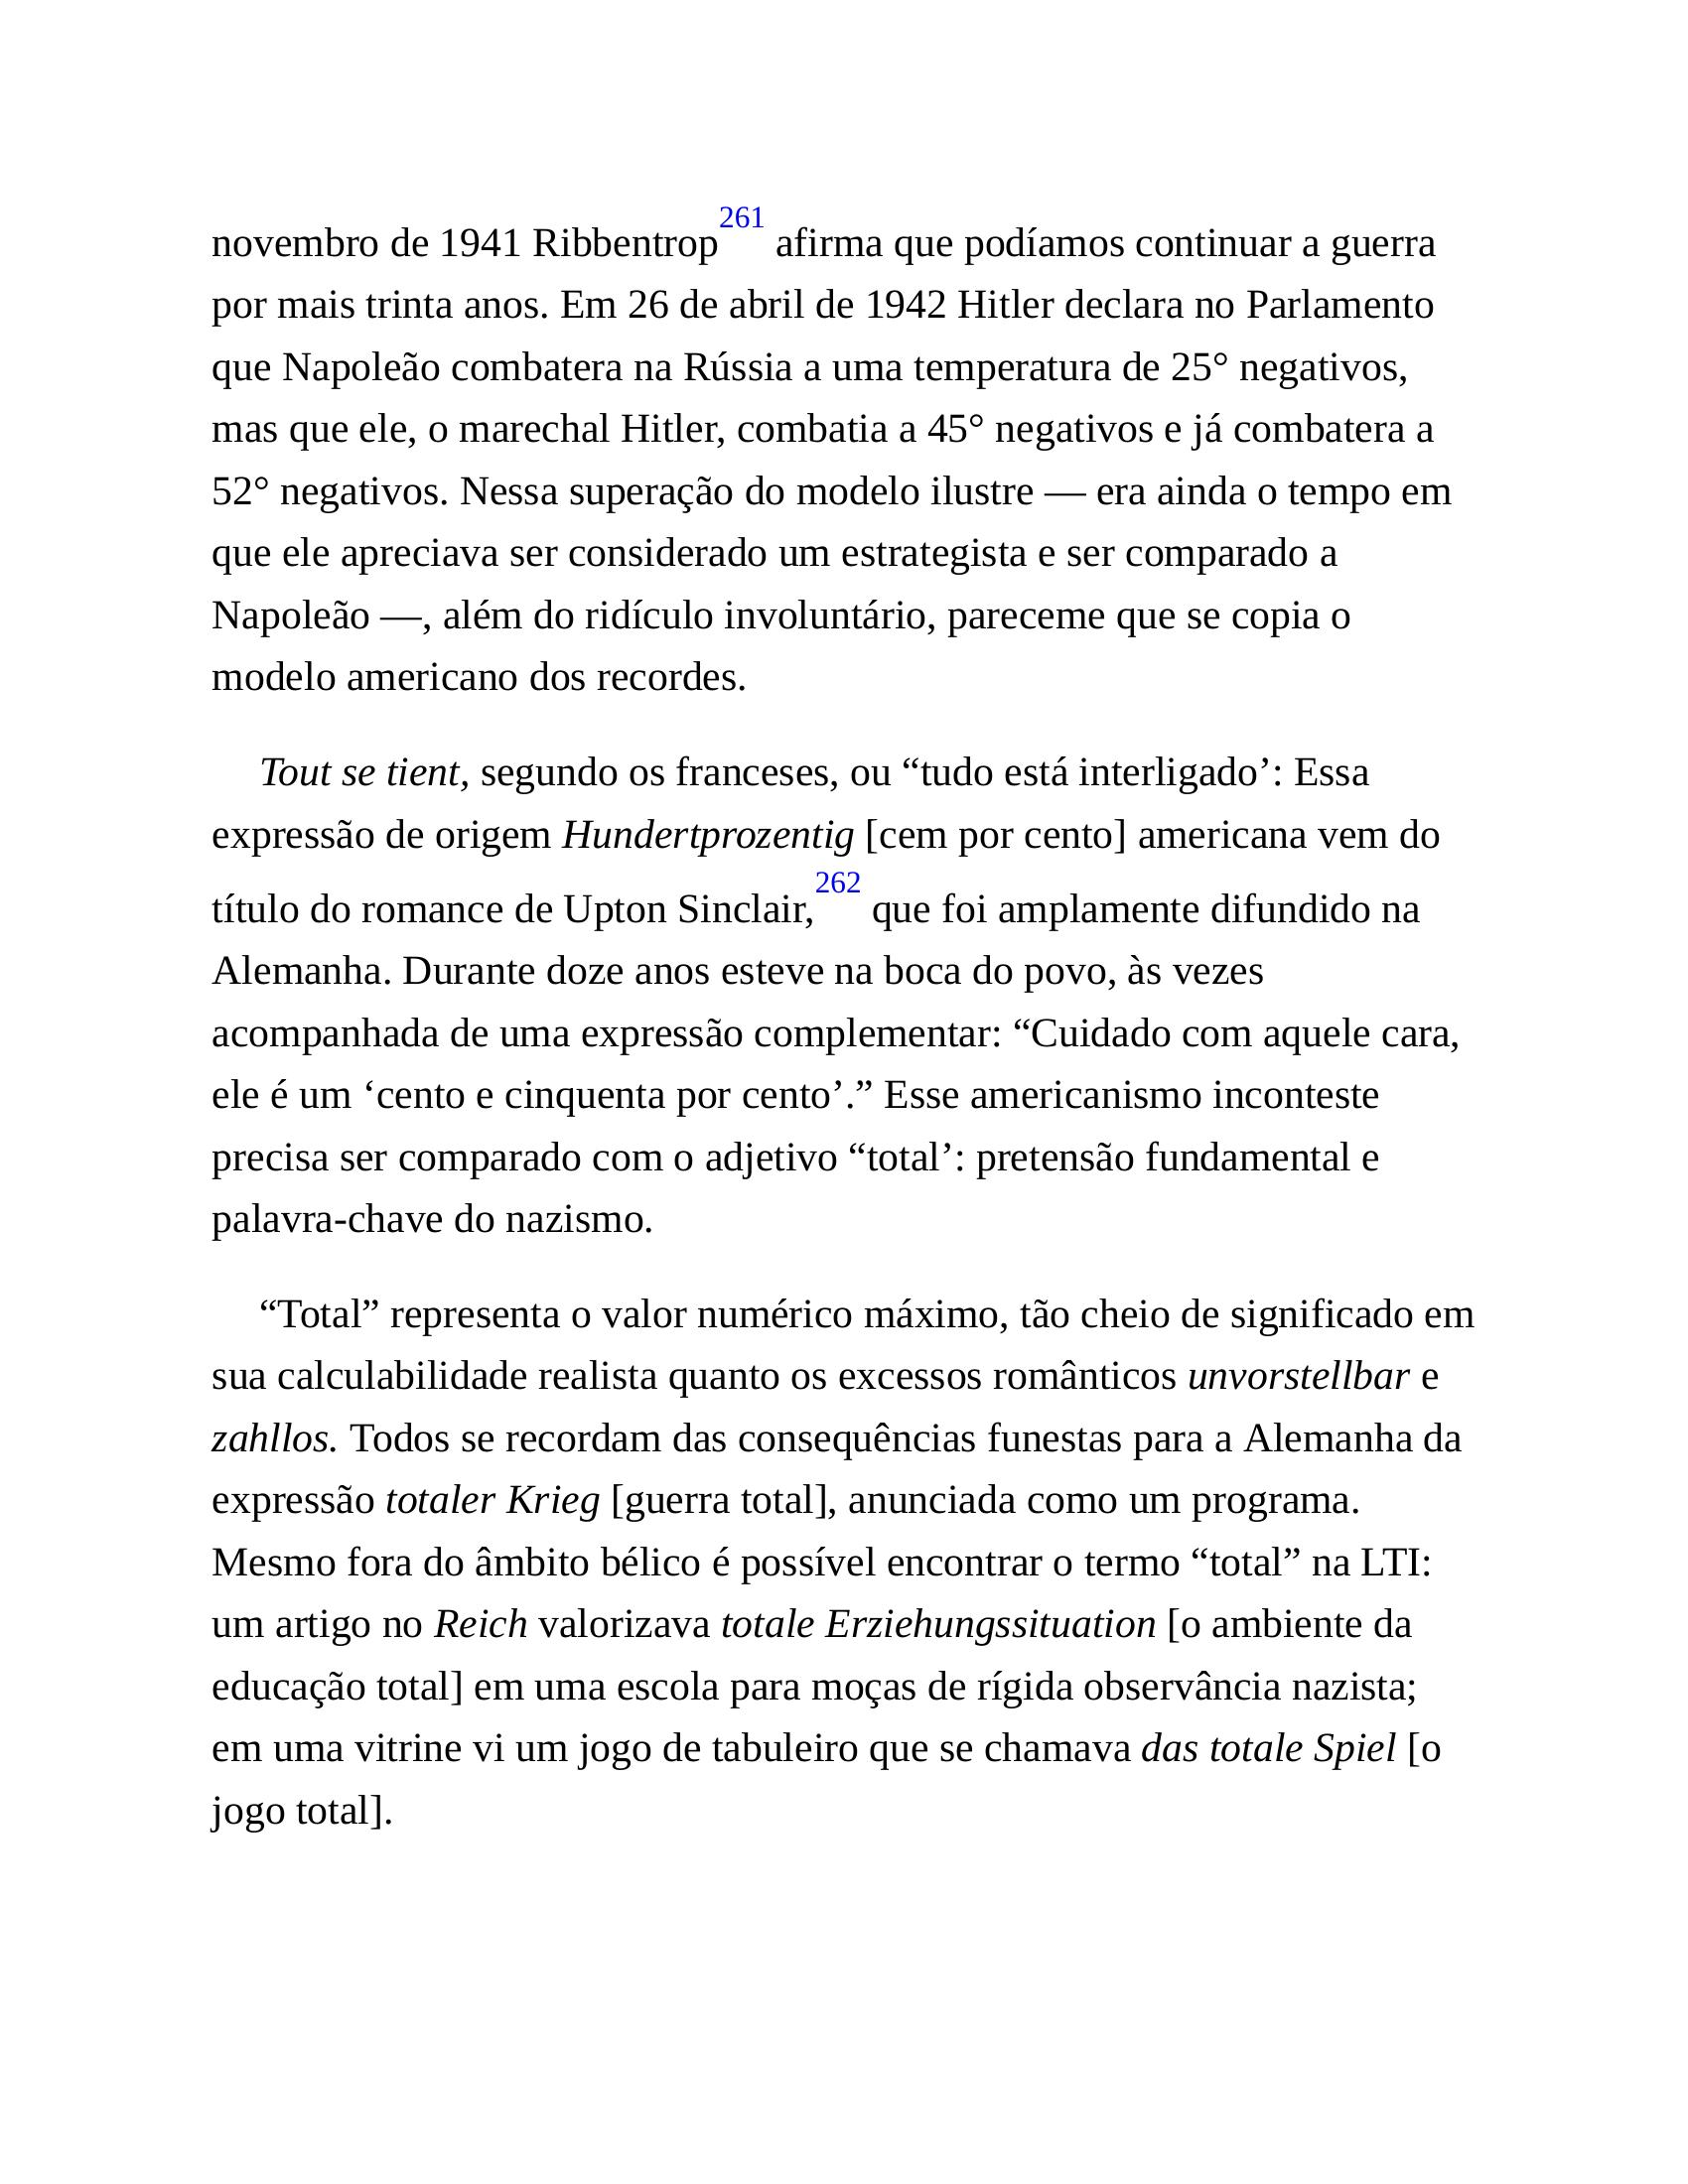 novembro de 1941 Ribbentrop261 afirma que podíamos continuar a guerra
por mais trinta anos. Em 26 de abril de 1942 Hitler declara no Parlamento
que Napoleão combatera na Rússia a uma temperatura de 25° negativos,
mas que ele, o marechal Hitler, combatia a 45° negativos e já combatera a
52° negativos. Nessa superação do modelo ilustre — era ainda o tempo em
que ele apreciava ser considerado um estrategista e ser comparado a
Napoleão —, além do ridículo involuntário, pareceme que se copia o
modelo americano dos recordes.
Tout se tient, segundo os franceses, ou “tudo está interligado’: Essa
expressão de origem Hundertprozentig [cem por cento] americana vem do
título do romance de Upton Sinclair,262 que foi amplamente difundido na
Alemanha. Durante doze anos esteve na boca do povo, às vezes
acompanhada de uma expressão complementar: “Cuidado com aquele cara,
ele é um ‘cento e cinquenta por cento’.” Esse americanismo inconteste
precisa ser comparado com o adjetivo “total’: pretensão fundamental e
palavra-chave do nazismo.
“Total” representa o valor numérico máximo, tão cheio de significado em
sua calculabilidade realista quanto os excessos românticos unvorstellbar e
zahllos. Todos se recordam das consequências funestas para a Alemanha da
expressão totaler Krieg [guerra total], anunciada como um programa.
Mesmo fora do âmbito bélico é possível encontrar o termo “total” na LTI:
um artigo no Reich valorizava totale Erziehungssituation [o ambiente da
educação total] em uma escola para moças de rígida observância nazista;
em uma vitrine vi um jogo de tabuleiro que se chamava das totale Spiel [o
jogo total].